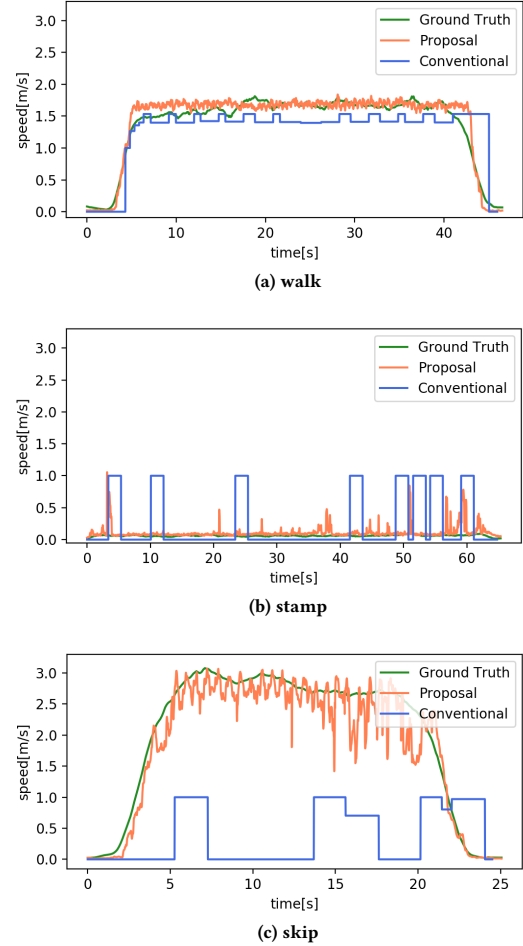 3.0
2.5
2.0
1.5
1.0
0.5
0.0
speed[m/s]
Ground Truth
Proposal
Conventional
0 10 20 30 40
time[s]
(a) walk
3.0
2.5
2.0
1.5
1.0
0.5
0.0
speed[m/s]
Ground Truth
Proposal
Conventional
0 10 20 30 40 50 60
time[s]
(b) stamp
3.0
2.5
2.0
1.5
1.0
0.5
0.0
speed[m/s]
Ground Truth
Proposal
Conventional
0 5 10 15 20 25
time[s]
(c) skip